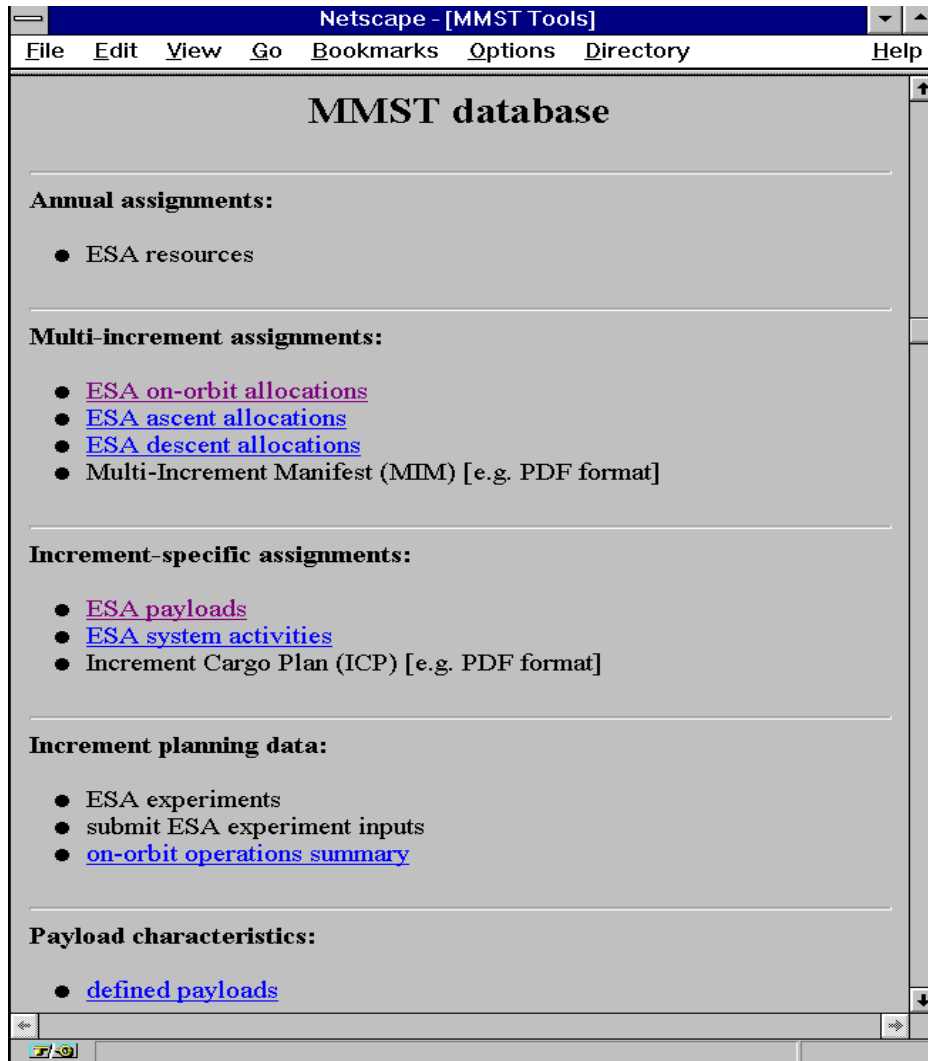 Netscape - [MMST Tools]
File Edit View Go Bookmarks Options Directory Help
MMST database
Annual assignments:
ESA resources
Multi-increment assignments:
ESA on-orbit allocations
ESA ascent allocations
ESA descent allocations
Multi-Increment Manifest (MIM) [e.g. PDF format]
Increment-specific assignments:
ESA payloads
ESA system activities
Increment Cargo Plan (ICP) [e.g. PDF format]
Increment planning data:
ESA experiments
submit ESA experiment inputs
on-orbit operations summary
Payload characteristics:
defined payloads